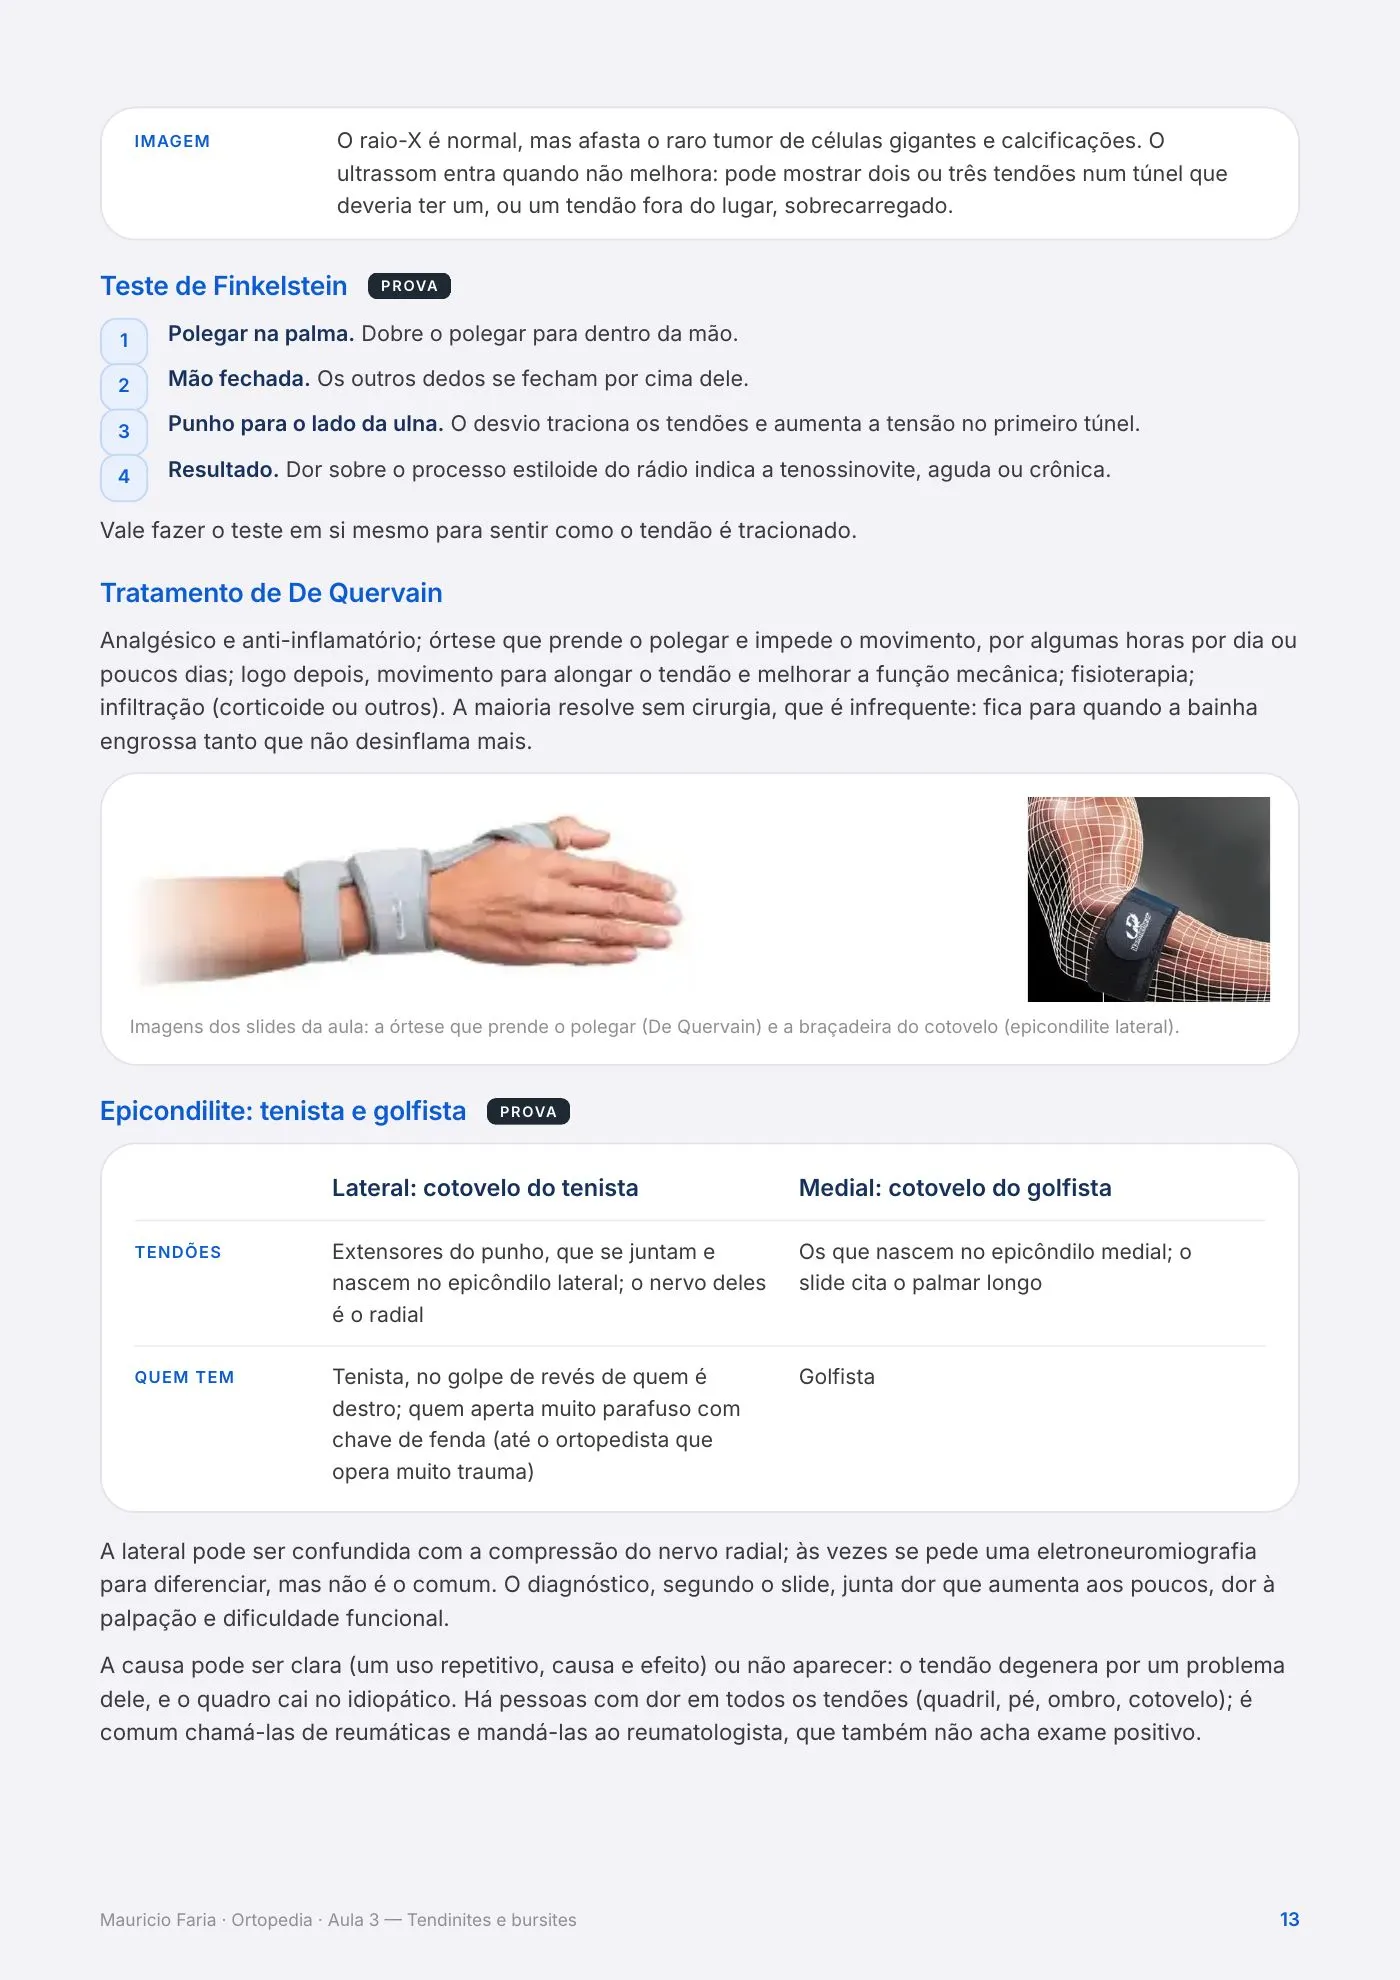 IMAGEM
O raio-X é normal, mas afasta o raro tumor de células gigantes e calcificações. O
ultrassom entra quando não melhora: pode mostrar dois ou três tendões num túnel que
deveria ter um, ou um tendão fora do lugar, sobrecarregado.
Teste de Finkelstein PROVA
1 Polegar na palma. Dobre o polegar para dentro da mão.
2 Mão fechada. Os outros dedos se fecham por cima dele.
3 Punho para o lado da ulna. O desvio traciona os tendões e aumenta a tensão no primeiro túnel.
4 Resultado. Dor sobre o processo estiloide do rádio indica a tenossinovite, aguda ou crônica.
Vale fazer o teste em si mesmo para sentir como o tendão é tracionado.
Tratamento de De Quervain
Analgésico e anti-inflamatório; órtese que prende o polegar e impede o movimento, por algumas horas por dia ou
poucos dias; logo depois, movimento para alongar o tendão e melhorar a função mecânica; fisioterapia;
infiltração (corticoide ou outros). A maioria resolve sem cirurgia, que é infrequente: fica para quando a bainha
engrossa tanto que não desinflama mais.
Imagens dos slides da aula: a órtese que prende o polegar (De Quervain) e a braçadeira do cotovelo (epicondilite lateral).
Epicondilite: tenista e golfista PROVA
Lateral: cotovelo do tenista
Medial: cotovelo do golfista
TENDÕES
Extensores do punho, que se juntam e
nascem no epicôndilo lateral; o nervo deles
é o radial
Os que nascem no epicôndilo medial; o
slide cita o palmar longo
QUEM TEM
Tenista, no golpe de revés de quem é
destro; quem aperta muito parafuso com
chave de fenda (até o ortopedista que
opera muito trauma)
Golfista
A lateral pode ser confundida com a compressão do nervo radial; às vezes se pede uma eletroneuromiografia
para diferenciar, mas não é o comum. O diagnóstico, segundo o slide, junta dor que aumenta aos poucos, dor à
palpação e dificuldade funcional.
A causa pode ser clara (um uso repetitivo, causa e efeito) ou não aparecer: o tendão degenera por um problema
dele, e o quadro cai no idiopático. Há pessoas com dor em todos os tendões (quadril, pé, ombro, cotovelo); é
comum chamá-las de reumáticas e mandá-las ao reumatologista, que também não acha exame positivo.
Mauricio Faria · Ortopedia · Aula 3 — Tendinites e bursites
13